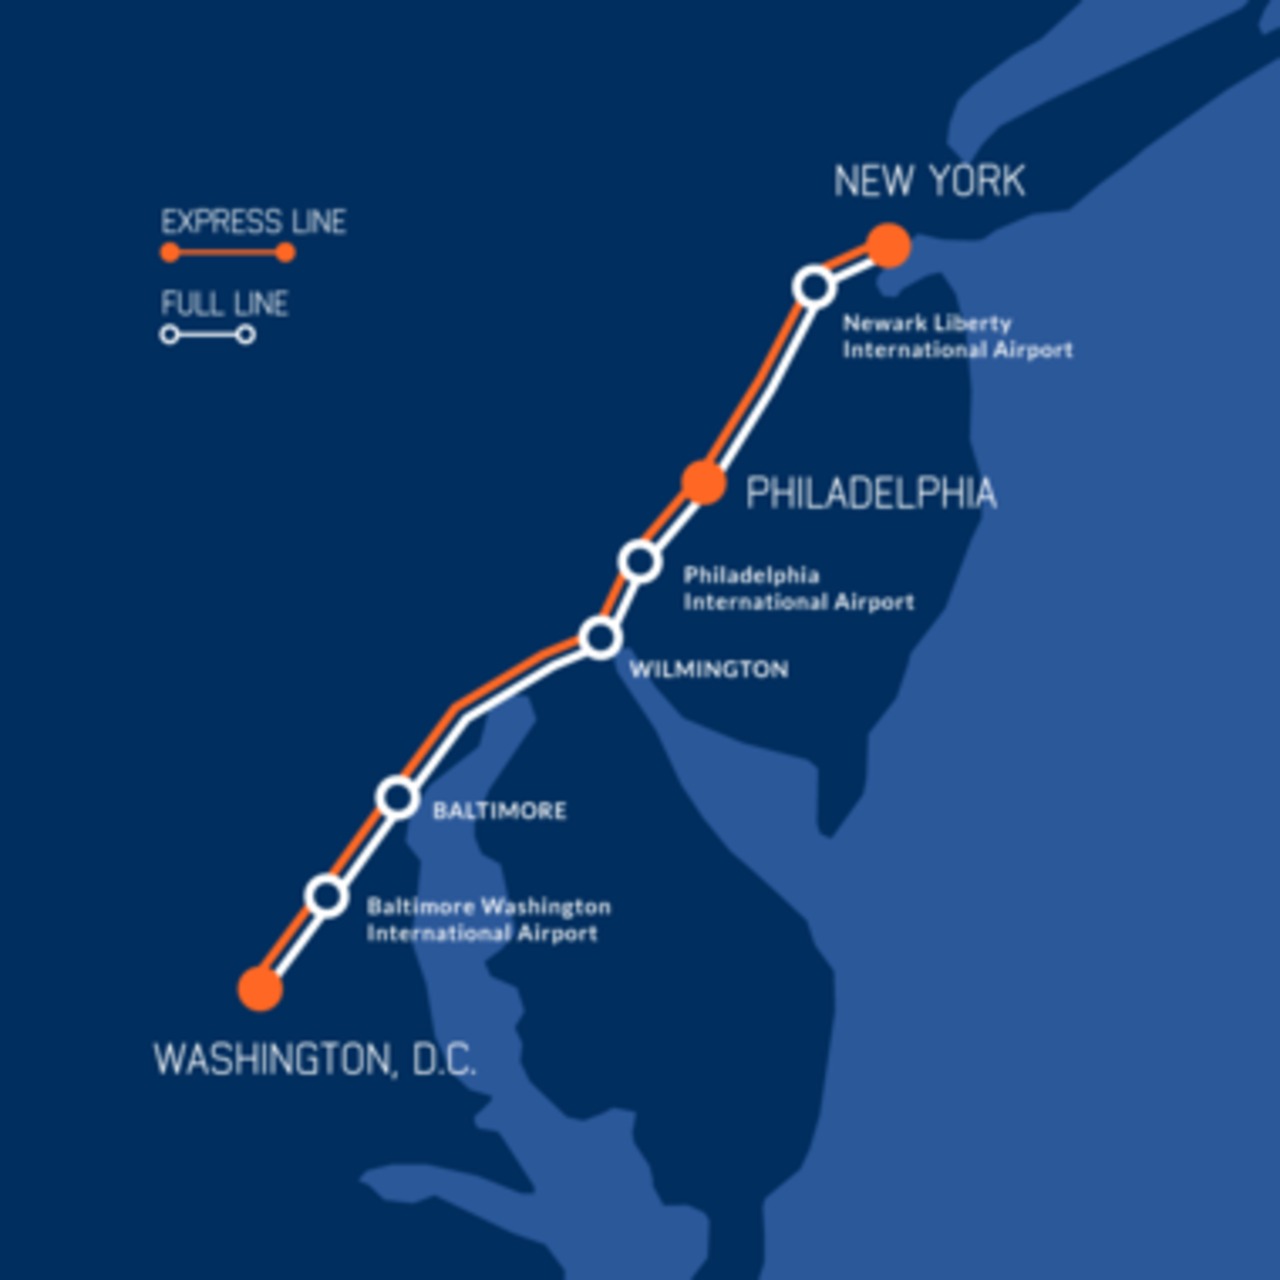 NEW YORK
EXPRESS LINE
FULL LINE
Newark Liberty
International Airport
PHILADELPHIA
Philadelphia
International Airport
WILMINGTON
BALTIMORE
Baltimore Washington
International Airport
WASHINGTON, D.C.